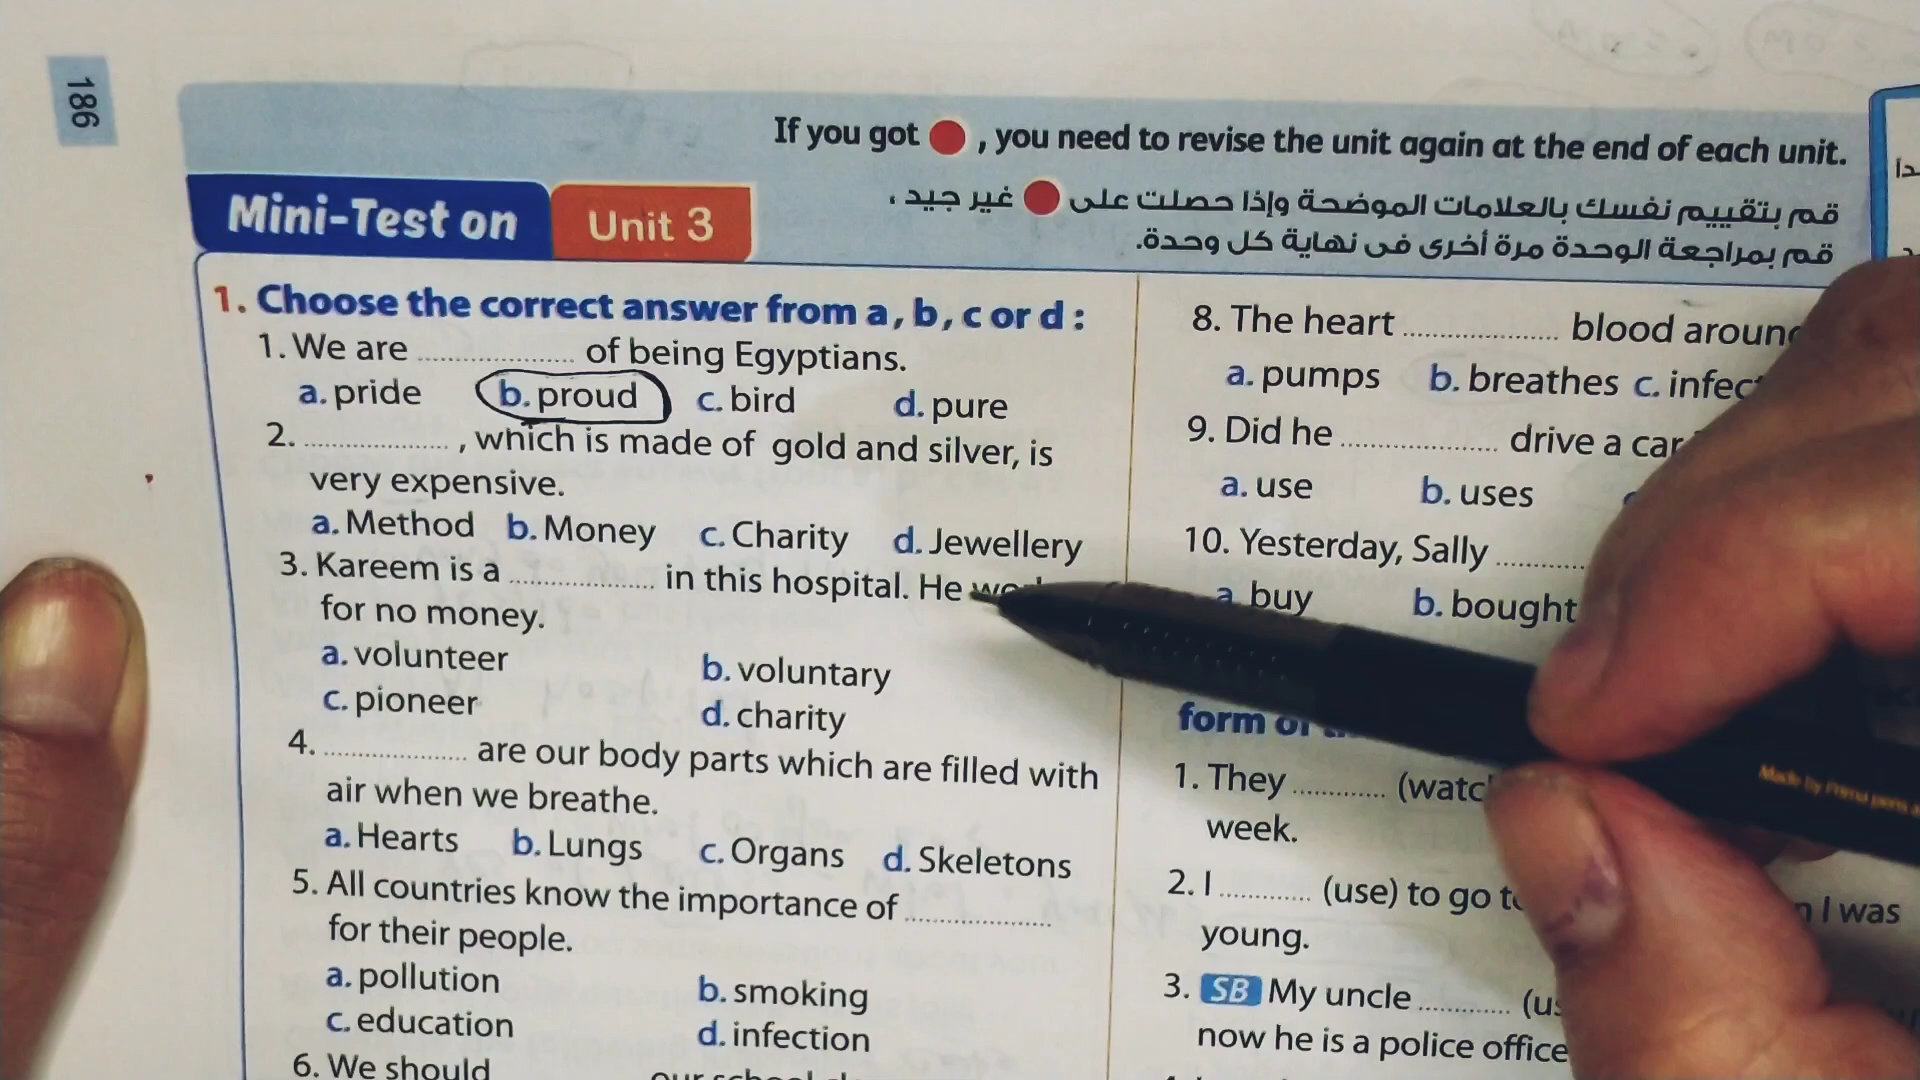 186
If you got , you need to revise the unit again at the end of each unit.
قم بتقييم نفسك بالعلامات الموضحة وإذا حصلت على غير جيد ،
قم بمراجعة الوحدة مرة أخرى فى نهاية كل وحدة.
Mini-Test on Unit 3
1. Choose the correct answer from a, b, c or d :
1. We are .................... of being Egyptians.
a. pride b. proud c. bird d. pure
2. .................... , which is made of gold and silver, is
very expensive.
a. Method b. Money c. Charity d. Jewellery
3. Kareem is a .................... in this hospital. He
for no money.
a. volunteer b. voluntary
c. pioneer d. charity
4. .................... are our body parts which are filled with
air when we breathe.
a. Hearts b. Lungs c. Organs d. Skeletons
5. All countries know the importance of ....................
for their people.
a. pollution b. smoking
c. education d. infection
6. We should
8. The heart .................... blood
a. pumps b. breathes c.
9. Did he .................... drive a car
a. use b. uses
10. Yesterday, Sally ............
a buy b. bought
form
1. They ............
week.
2. I ............ (use) to go I was
young.
3. SB My uncle ............
now he is a police